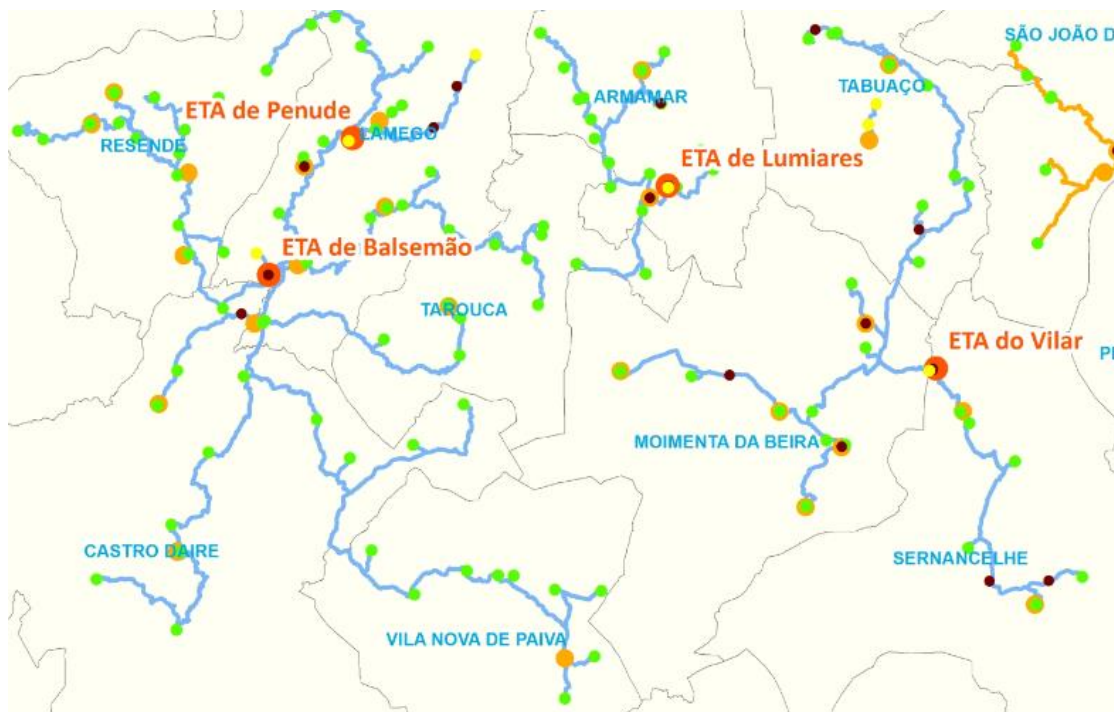 SÃO JOÃO D
ETA de Penude
TABUAÇO
ARMAMAR
LAMEGO
RESENDE
ETA de Lumiares
ETA de Balsemão
TAROUCA
ETA do Vilar
MOIMENTA DA BEIRA
CASTRO DAIRE
SERNANCELHE
VILA NOVA DE PAIVA